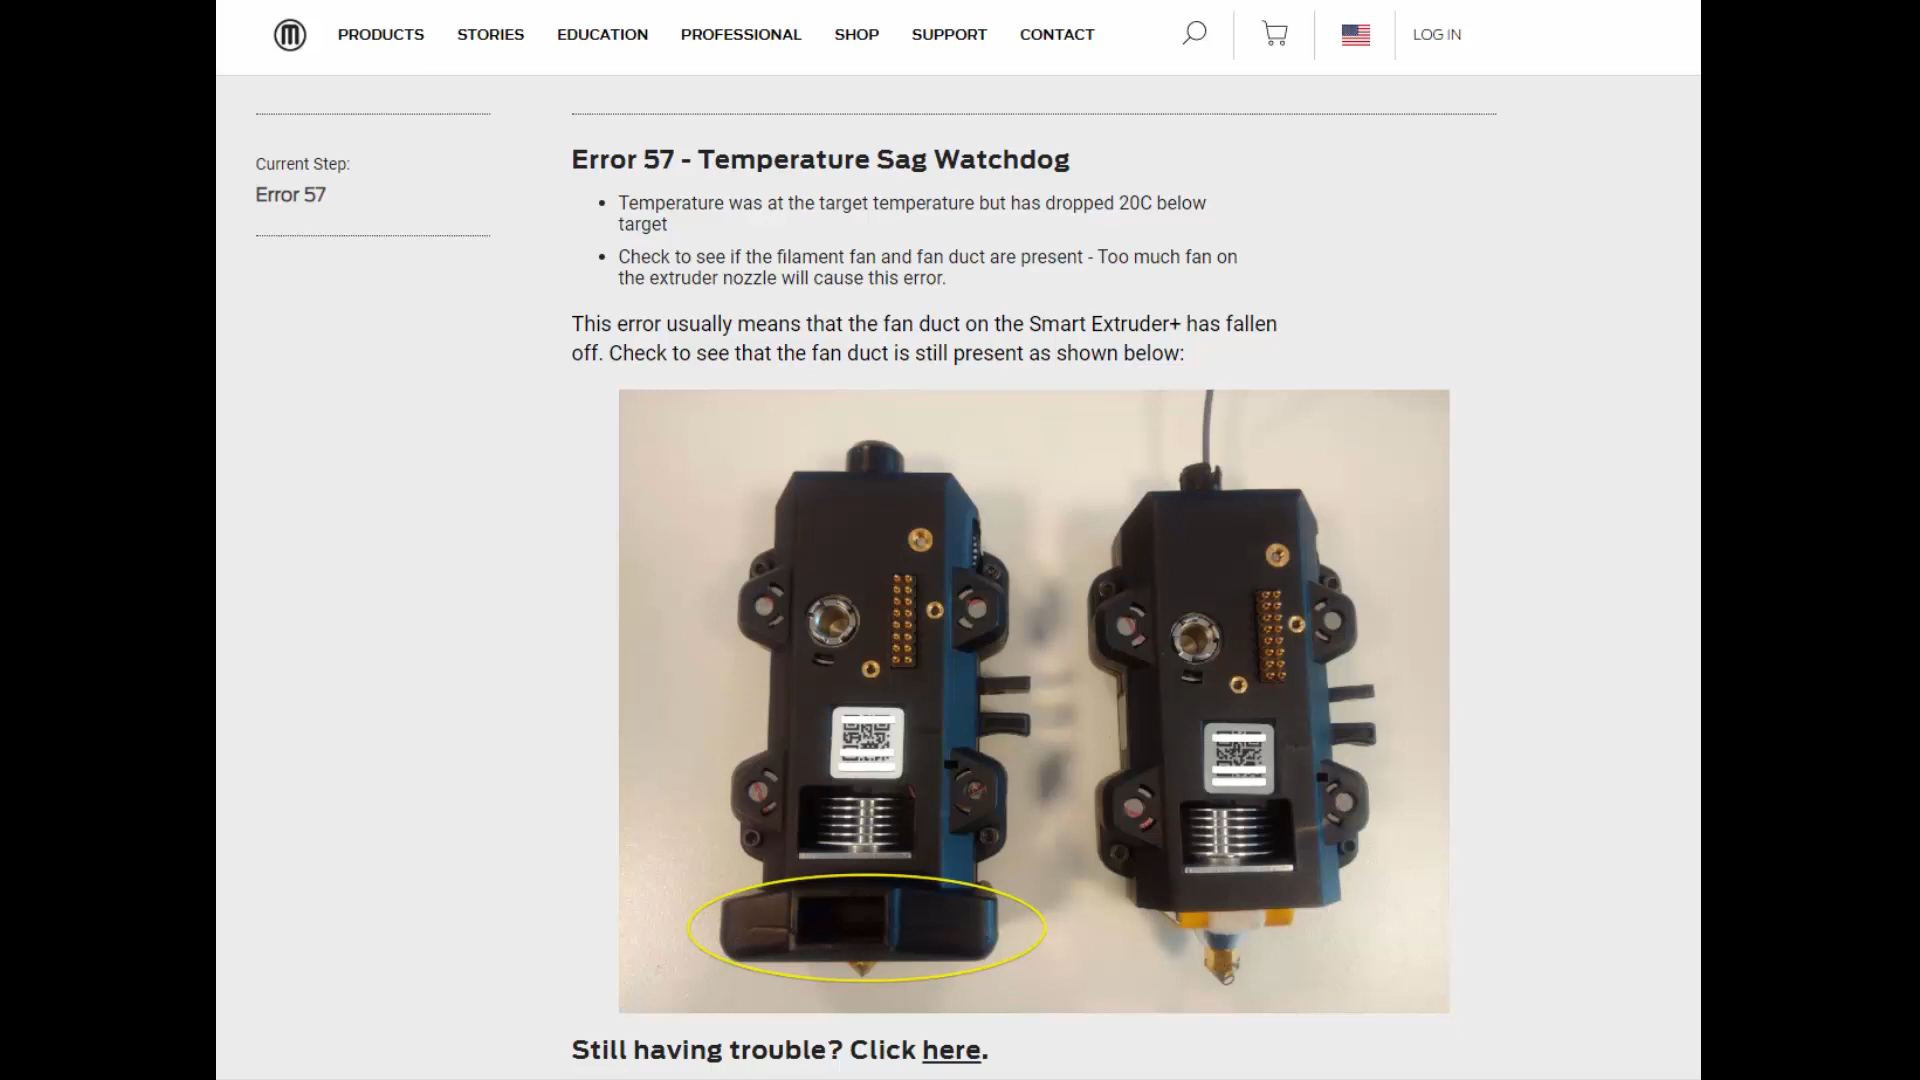 PRODUCTS STORIES EDUCATION PROFESSIONAL SHOP SUPPORT CONTACT LOG IN
Current Step:
Error 57
Error 57 - Temperature Sag Watchdog
• Temperature was at the target temperature but has dropped 20C below
target
• Check to see if the filament fan and fan duct are present - Too much fan on
the extruder nozzle will cause this error.
This error usually means that the fan duct on the Smart Extruder+ has fallen
off. Check to see that the fan duct is still present as shown below:
Still having trouble? Click here.